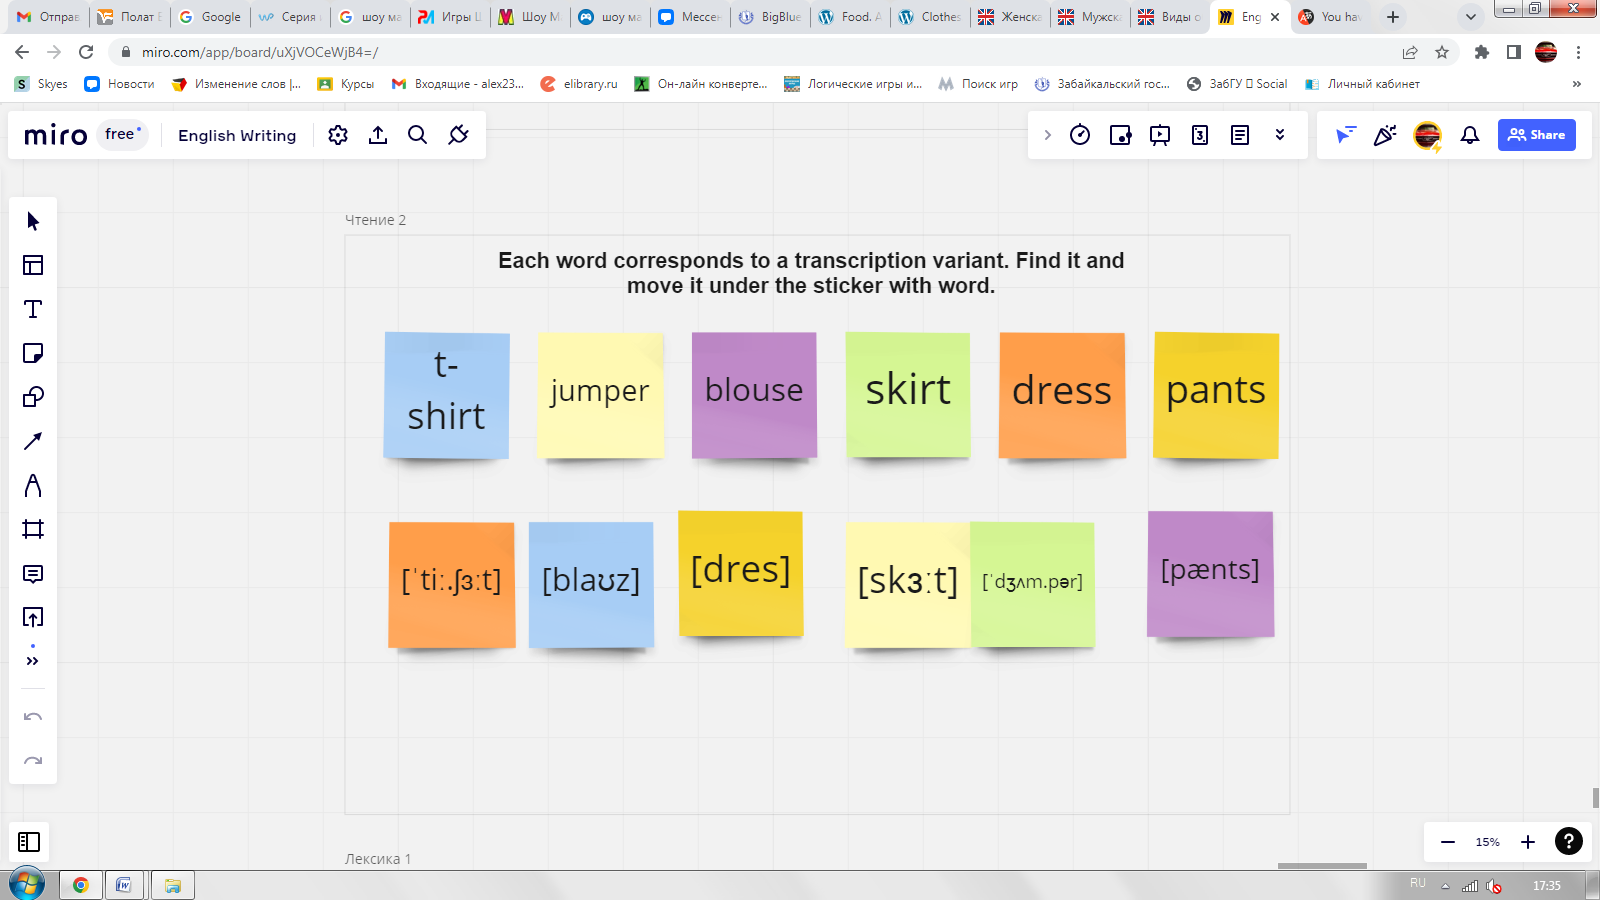 Отправ
Полат Е
Google
Серия
шоу ма
Игры Ш
Шоу М
шоу ма
Мессен
BigBlue
Food. A
Clothes
Женска
Мужска
Виды о
Eng
You hav
miro.com/app/board/uXjVOCeWjB4=/
Skyes
Новости
Изменение слов |...
Курсы
Входящие - alex23...
elibrary.ru
Он-лайн конверте...
Логические игры и...
Поиск игр
Забайкальский гос...
ЗабГУ ▯ Social
Личный кабинет
»
miro
free
English Writing
Share
Чтение 2
Each word corresponds to a transcription variant. Find it and
move it under the sticker with word.
t-
shirt
jumper
blouse
skirt
dress
pants
[ˈtiː.ʃɜːt]
[blaʊz]
[dres]
[skɜːt]
[ˈdʒʌm.pər]
[pænts]
15%
?
Лексика 1
RU
17:35